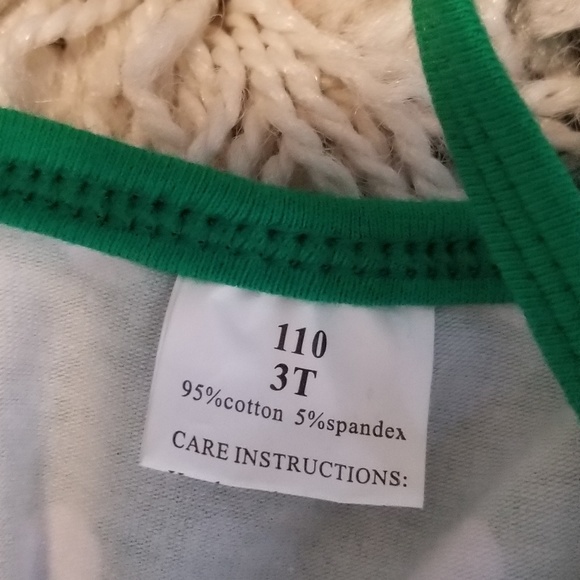 110
3T
95%cotton 5%spandex
CARE INSTRUCTIONS: